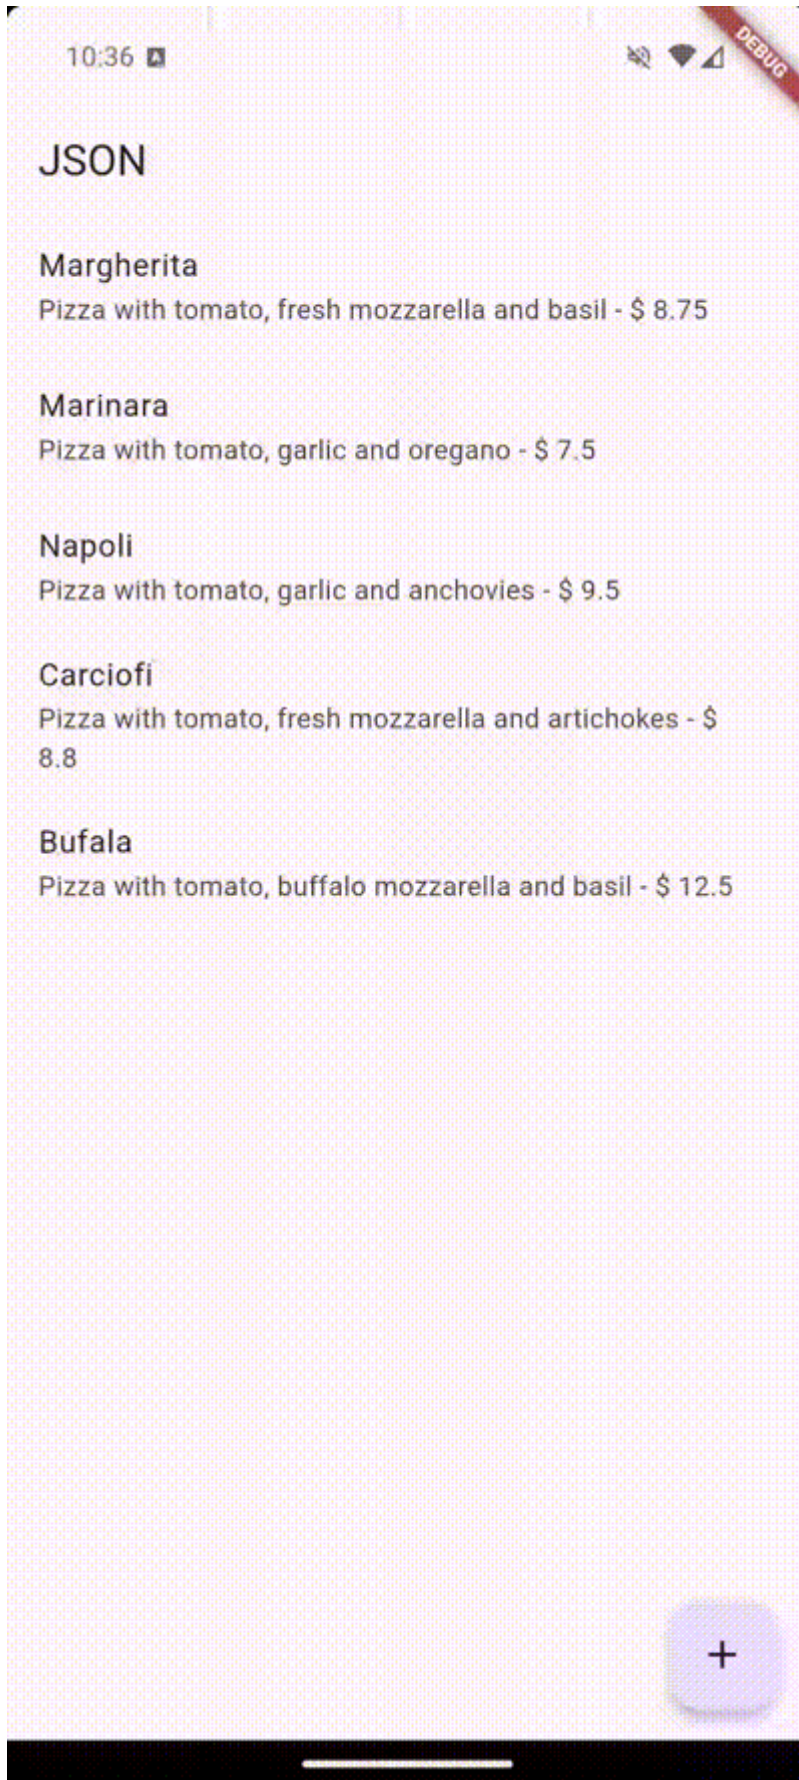 10:36
DEBUG
JSON
Margherita
Pizza with tomato, fresh mozzarella and basil - $ 8.75
Marinara
Pizza with tomato, garlic and oregano - $ 7.5
Napoli
Pizza with tomato, garlic and anchovies - $ 9.5
Carciofi
Pizza with tomato, fresh mozzarella and artichokes - $
8.8
Bufala
Pizza with tomato, buffalo mozzarella and basil - $ 12.5
+